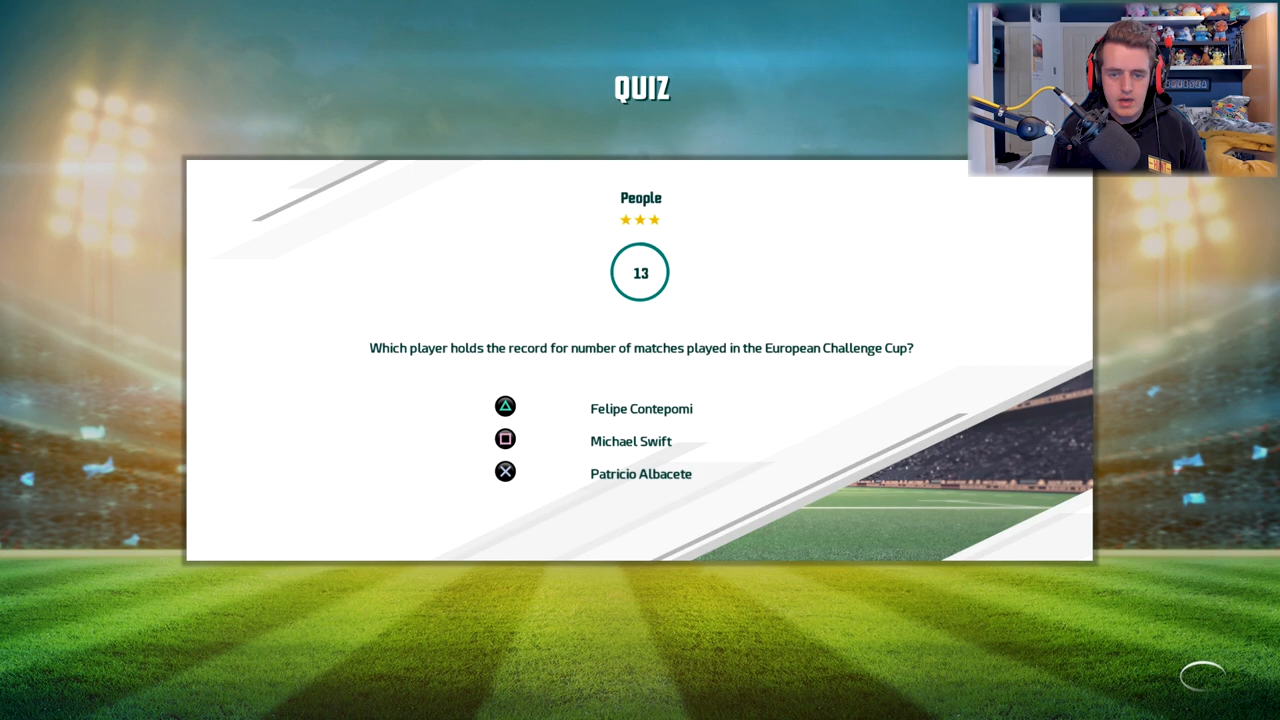 QUIZ
People
13
Which player holds the record for number of matches played in the European Challenge Cup?
Felipe Contepomi
Michael Swift
Patricio Albacete